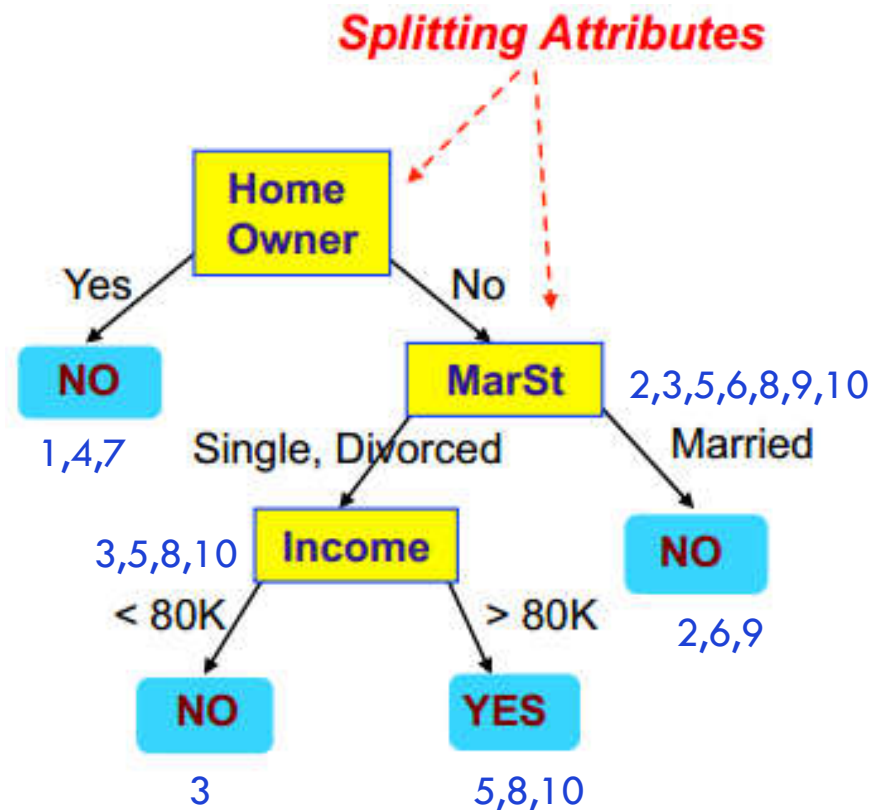 Splitting Attributes
Home
Owner
Yes
No
NO
MarSt
2,3,5,6,8,9,10
1,4,7
Single, Divorced
Married
3,5,8,10
Income
NO
< 80K
> 80K
2,6,9
NO
YES
3
5,8,10